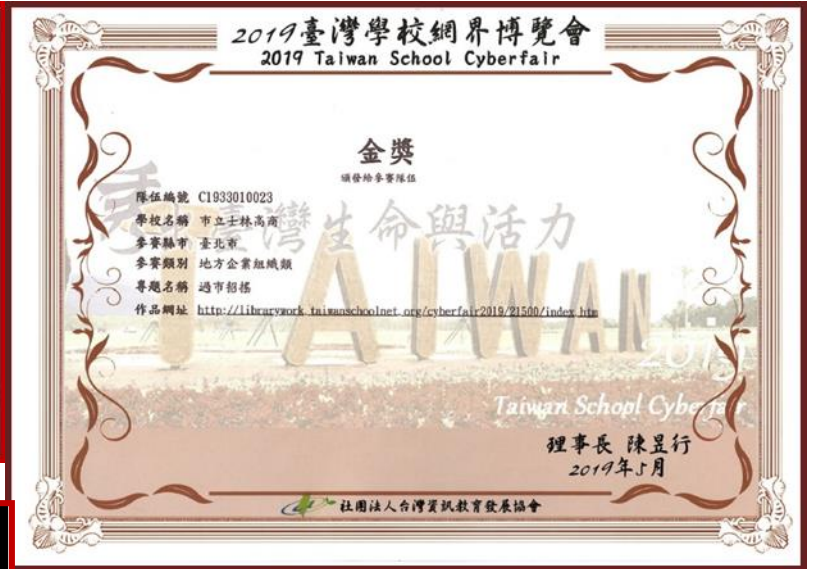 2019臺灣學校網界博覽會
2019 Taiwan School Cyberfair
金獎
頒發給參賽隊伍
隊伍編號 C1933010023
學校名稱 市立士林高商
參賽縣市 臺北市
參賽類別 地方企業組織類
專題名稱 過市招搖
作品網址 http://librarywork.taiwanschoolnet.org/cyberfair2019/21500/index.htm
秀出臺灣生命與活力
TAIWAN
2019
Taiwan School Cyberfair
理事長 陳昱行
2019年5月
社團法人台灣資訊教育發展協會